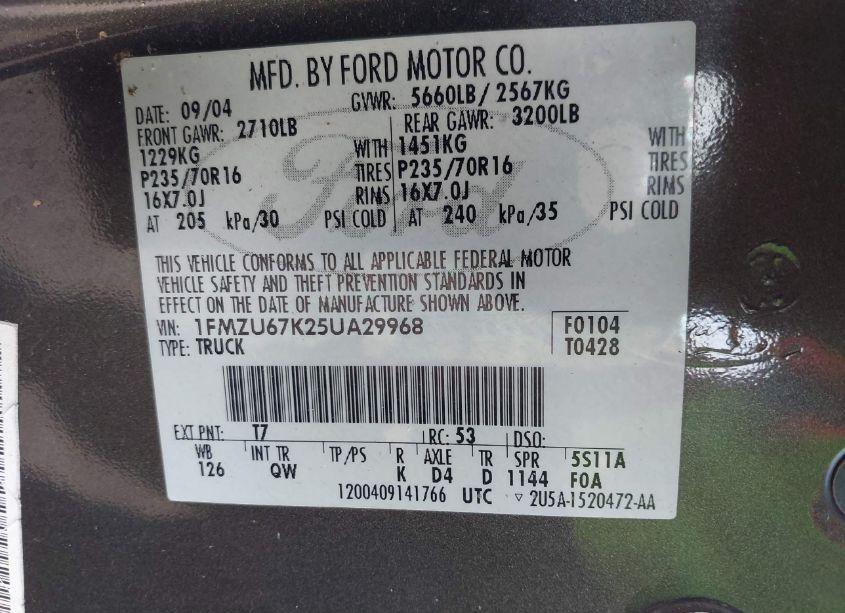 MFD. BY FORD MOTOR CO.
DATE: 09/04 GVWR: 5660LB/ 2567KG
FRONT GAWR: 2710LB REAR GAWR: 3200LB
1229KG WITH 1451KG WITH
P235/70R16 TIRES P235/70R16 TIRES
16X7.0J RIMS 16X7.0J RIMS
AT 205 kPa/30 PSI COLD AT 240 kPa/35 PSI COLD
THIS VEHICLE CONFORMS TO ALL APPLICABLE FEDERAL MOTOR
VEHICLE SAFETY AND THEFT PREVENTION STANDARDS IN
EFFECT ON THE DATE OF MANUFACTURE SHOWN ABOVE.
VIN: 1FMZU67K25UA29968 F0104
TYPE: TRUCK T0428
EXT PNT: T7 RC: 53 DSO:
WB INT TR TP/PS R AXLE TR SPR 5S11A
126 QW K D4 D 1144 F0A
1200409141766 UTC ▽ 2U5A-1520472-AA
Ford